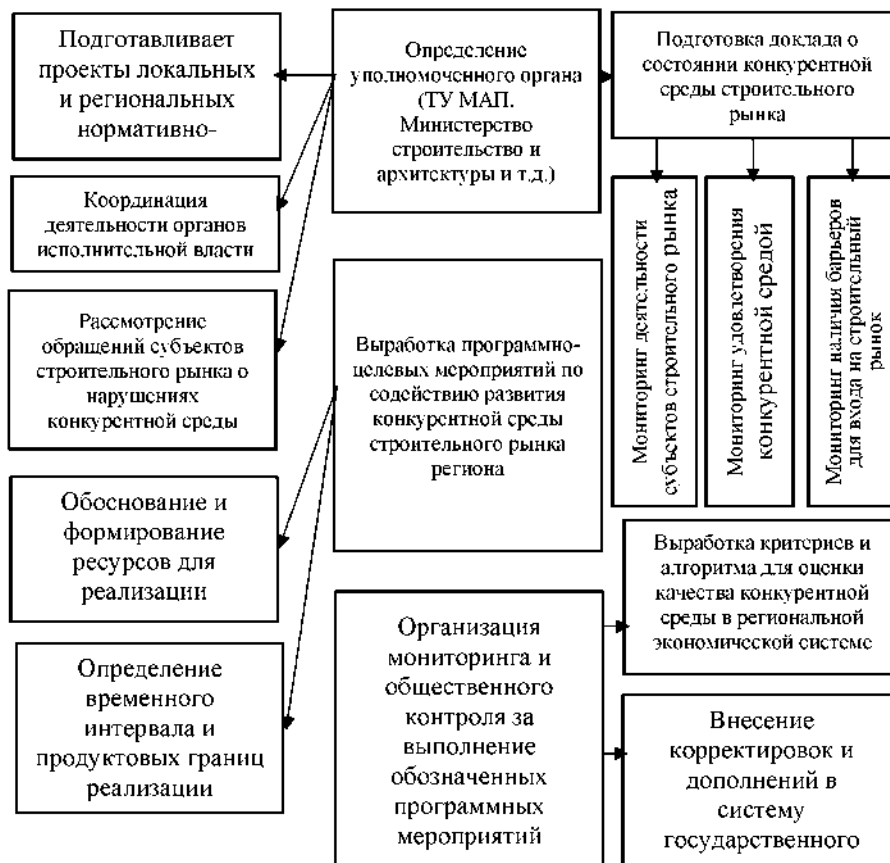 Подготавливает
проекты локальных
и региональных
нормативно-
Определение
уполномоченного органа
(ТУ МАП.
Министерство
строительство и
архитектуры и т.д.)
Подготовка доклада о
состоянии конкурентной
среды строительного
рынка
Координация
деятельности органов
исполнительной власти
Мониторинг деятельности
субъектов строительного рынка
Мониторинг удовлетворения
конкурентной средой
Мониторинг наличия барьеров
для входа на строительный
рынок
Рассмотрение
обращений субъектов
строительного рынка о
нарушениях
конкурентной среды
Выработка программно-
целевых мероприятий по
содействию развития
конкурентной среды
строительного рынка
региона
Обоснование и
формирование
ресурсов для
реализации
Выработка критериев и
алгоритма для оценки
качества конкурентной
среды в региональной
экономической системе
Определение
временного
интервала и
продуктовых границ
реализации
Организация
мониторинга и
общественного
контроля за
выполнение
обозначенных
программных
мероприятий
Внесение
корректировок и
дополнений в
систему
государственного